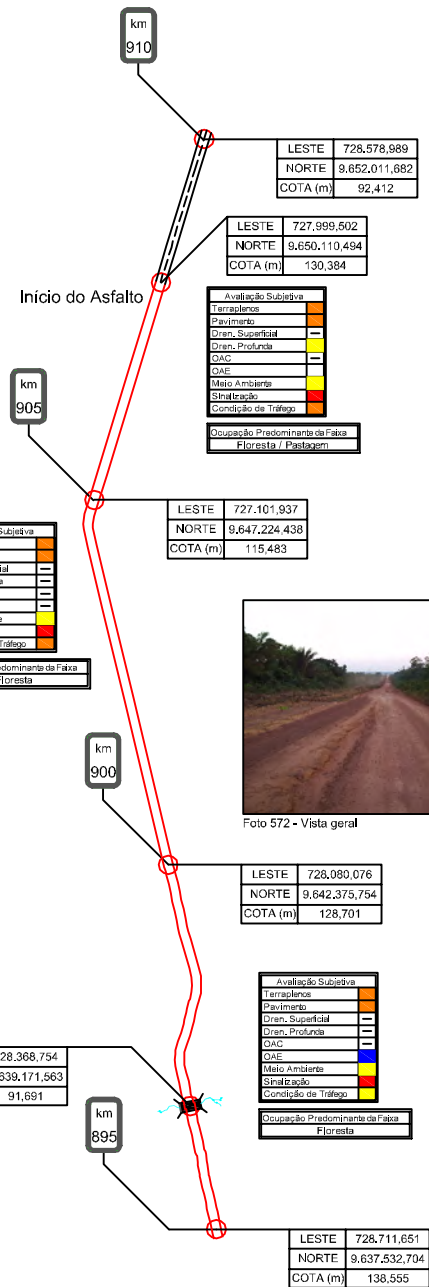 km
910
LESTE 728.578,989
NORTE 9.652.011,682
COTA (m) 92,412
LESTE 727.999,502
NORTE 9.650.110,494
COTA (m) 130,384
Início do Asfalto
Avaliação Subjetiva
Terraplenos
Pavimento
Dren. Superficial
Dren. Profunda
OAC
OAE
Meio Ambiente
Sinalização
Condição de Tráfego
Ocupação Predominante da Faixa
Floresta / Pastagem
km
905
LESTE 727.101,937
NORTE 9.647.224,438
COTA (m) 115,483
Subjetiva
ial
a
e
Tráfego
edominante da Faixa
Floresta
km
900
Foto 572 - Vista geral
LESTE 728.080,076
NORTE 9.642.375,754
COTA (m) 128,701
Avaliação Subjetiva
Terraplenos
Pavimento
Dren. Superficial
Dren. Profunda
OAC
OAE
Meio Ambiente
Sinalização
Condição de Tráfego
Ocupação Predominante da Faixa
Floresta
28.368,754
639.171,563
91,691
km
895
LESTE 728.711,651
NORTE 9.637.532,704
COTA (m) 138,555